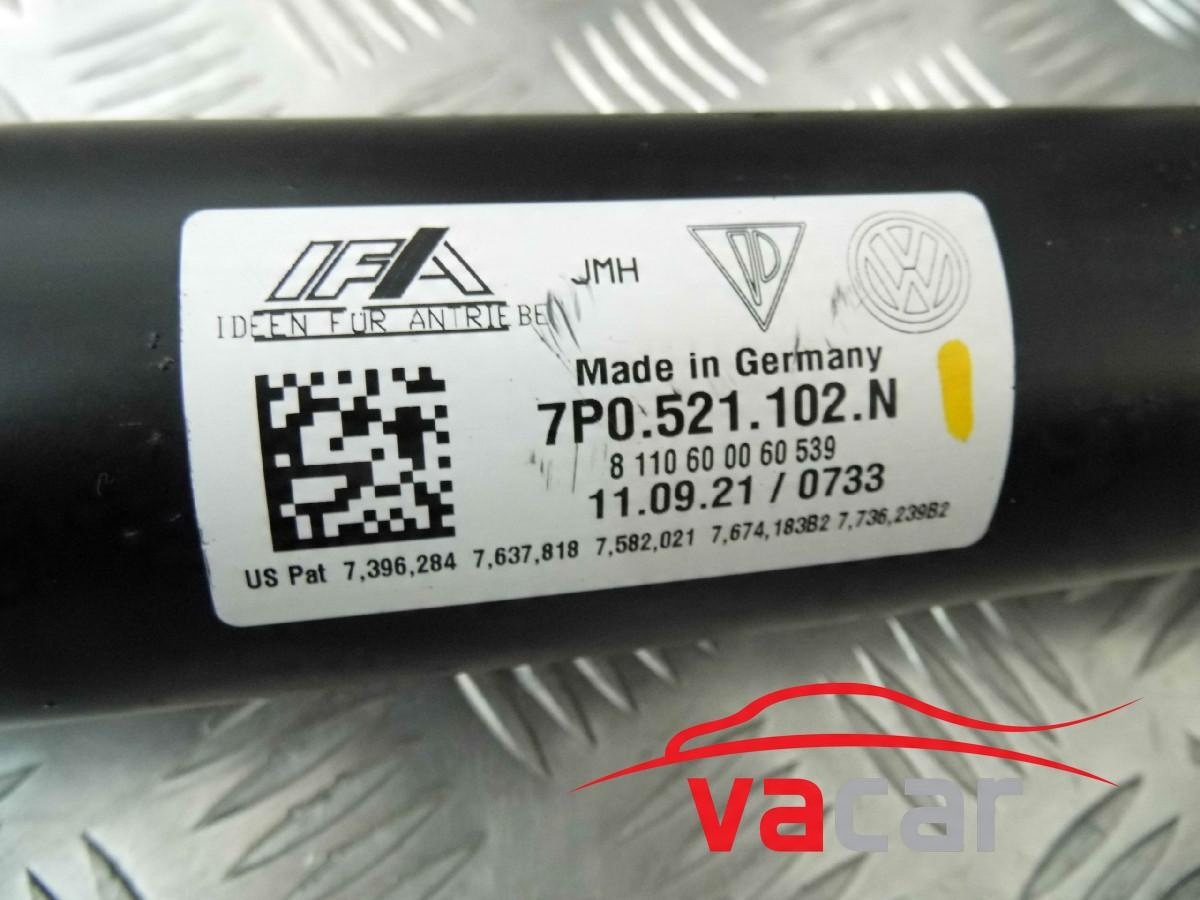 IFA
JMH
VW
IDEEN FÜR ANTRIEBE
Made in Germany
7P0.521.102.N
8 110 60 00 60 539
11.09.21 / 0733
US Pat 7,396,284 7,637,818 7,582,021 7,674,183B2 7,736,239B2
vacar